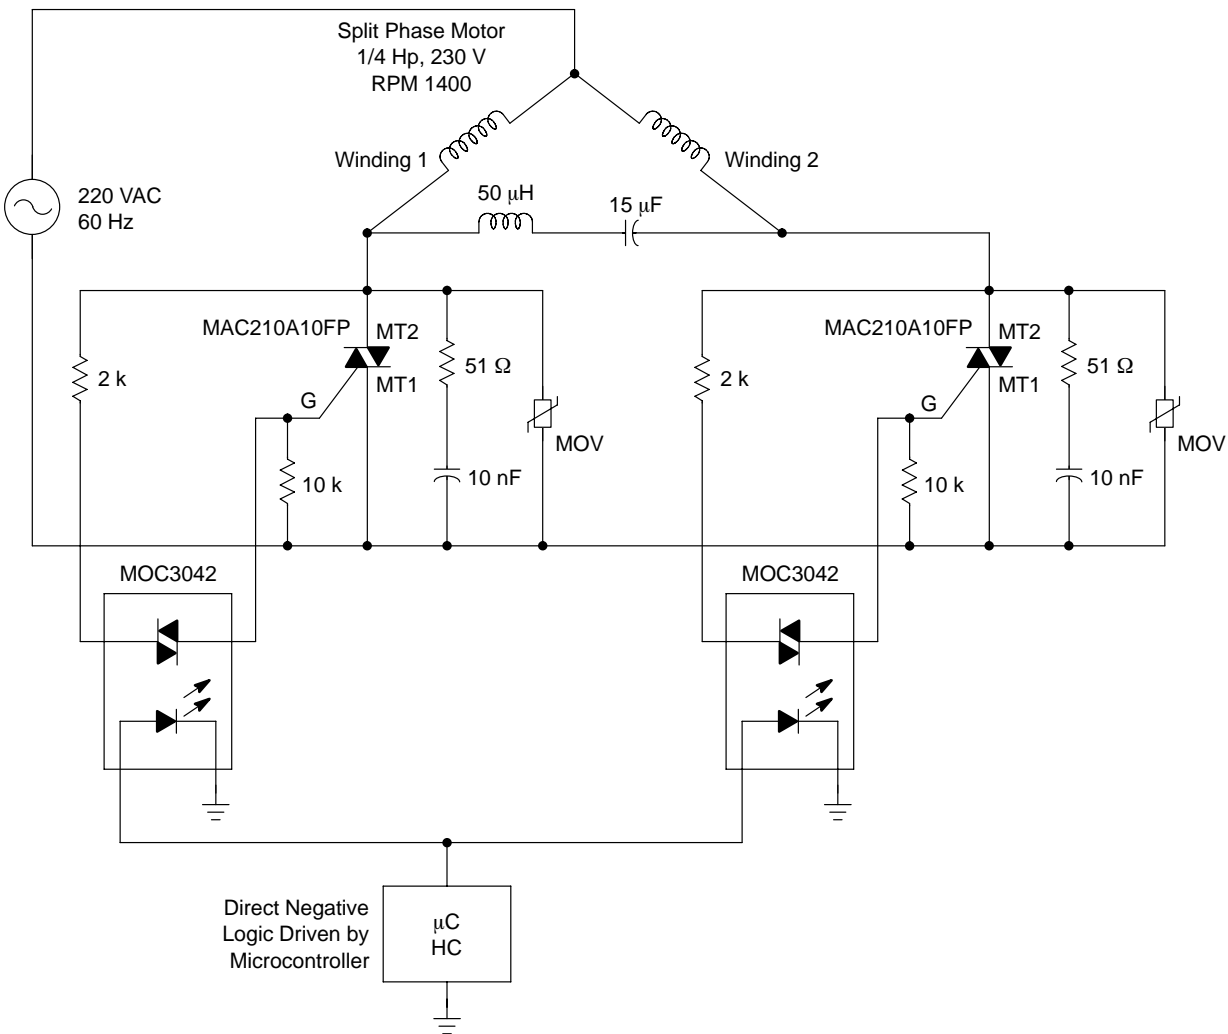 Split Phase Motor
1/4 Hp, 230 V
RPM 1400
Winding 1
Winding 2
220 VAC
60 Hz
50 μH
15 μF
MAC210A10FP
MT2
MT1
G
2 k
51 Ω
10 k
10 nF
MOV
MAC210A10FP
MT2
MT1
G
2 k
51 Ω
10 k
10 nF
MOV
MOC3042
MOC3042
Direct Negative
Logic Driven by
Microcontroller
μC
HC